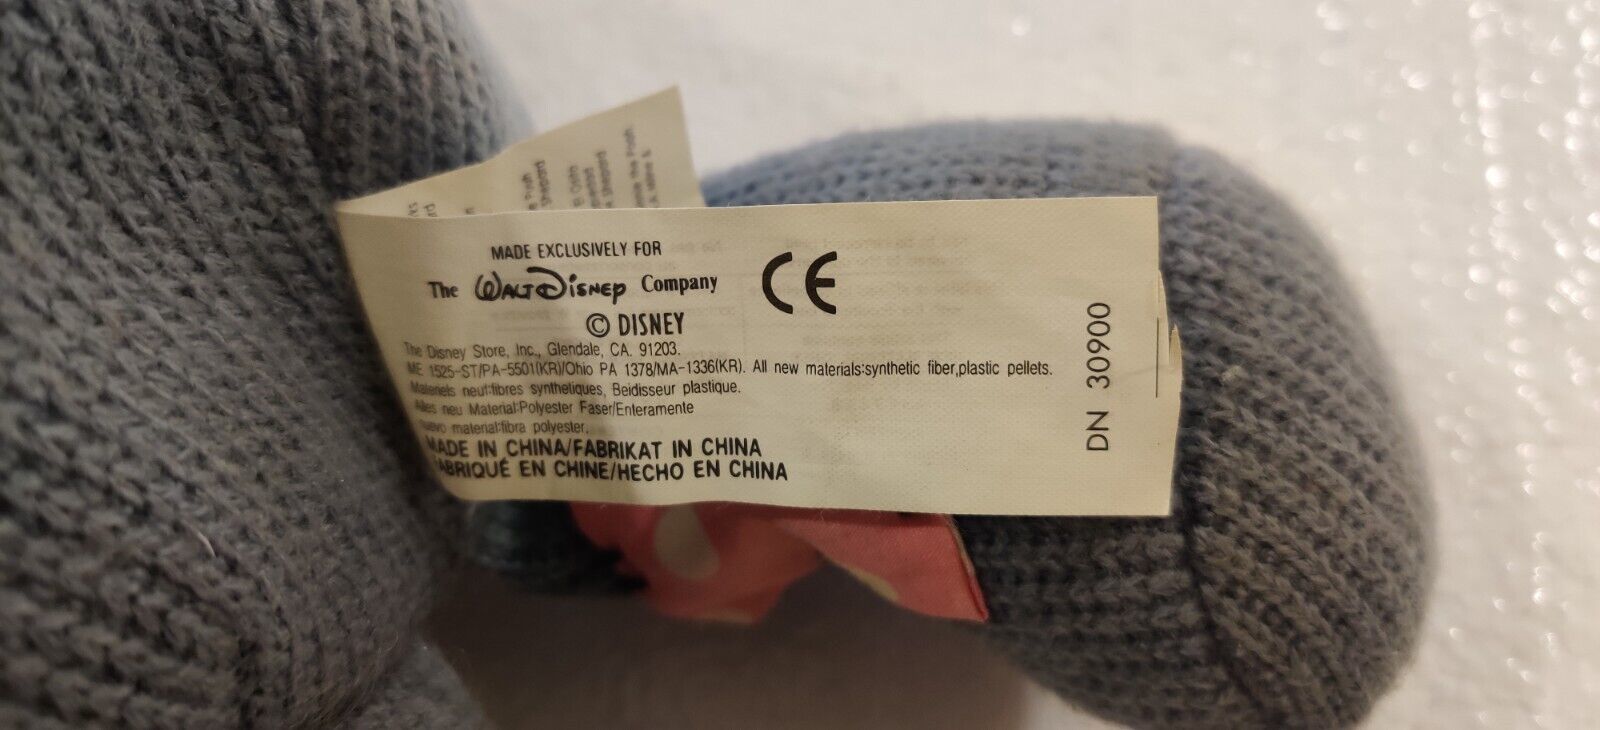 MADE EXCLUSIVELY FOR
The Walt Disney Company
CE
© DISNEY
The Disney Store, Inc., Glendale, CA. 91203.
ME 1525-ST/PA-5501(KR)/Ohio PA 1378/MA-1336(KR). All new materials:synthetic fiber,plastic pellets.
Materiels neuf:fibres synthetiques, Beidisseur plastique.
Alles neu Material:Polyester Faser/Enteramente
nuevo material:fibra polyester.
MADE IN CHINA/FABRIKAT IN CHINA
FABRIQUÉ EN CHINE/HECHO EN CHINA
DN 30900